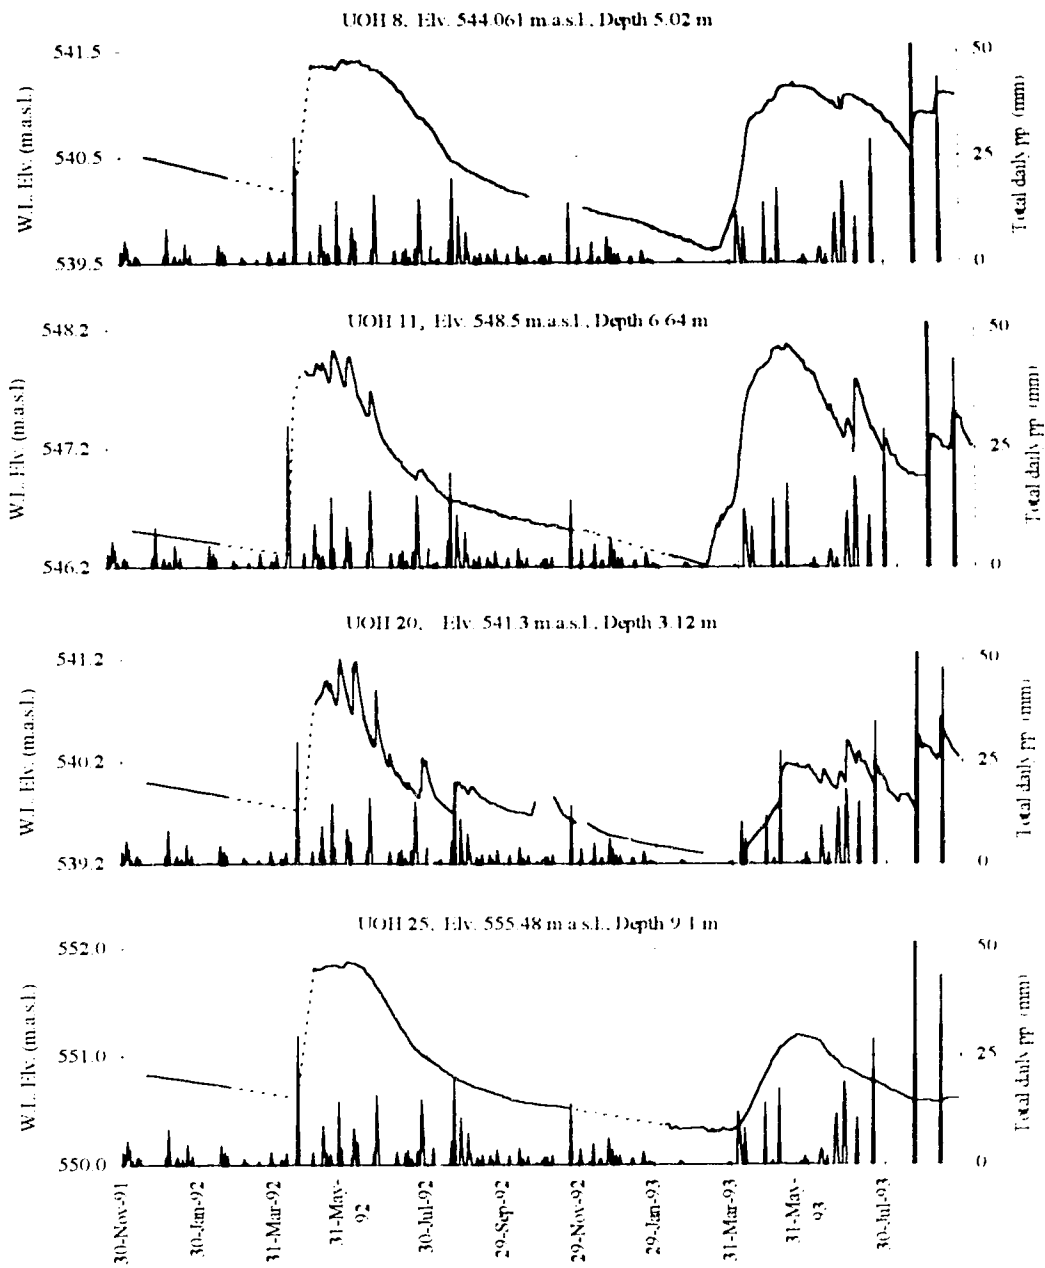 UOH 8, Elv. 544.061 m.a.s.l., Depth 5.02 m
541.5
540.5
539.5
W.L. Elv. (m.a.s.l.)
50
25
0
Total daily pp (mm)
UOH 11, Elv. 548.5 m.a.s.l., Depth 6.64 m
548.2
547.2
546.2
W.L. Elv (m.a.s.l)
50
25
0
Total daily pp (mm)
UOH 20, Elv. 541.3 m.a.s.l., Depth 3.12 m
541.2
540.2
539.2
W.L. Elv. (m.a.s.l.)
50
25
0
Total daily pp (mm)
UOH 25, Elv. 555.48 m a s.l., Depth 9.1 m
552.0
551.0
550.0
W.L. Elv. (m.a.s.l.)
50
25
0
Total daily pp (mm)
30-Nov-91
30-Jan-92
31-Mar-92
31-May-
92
30-Jul-92
29-Sep-92
29-Nov-92
29-Jan-93
31-Mar-93
31-May-
93
30-Jul-93